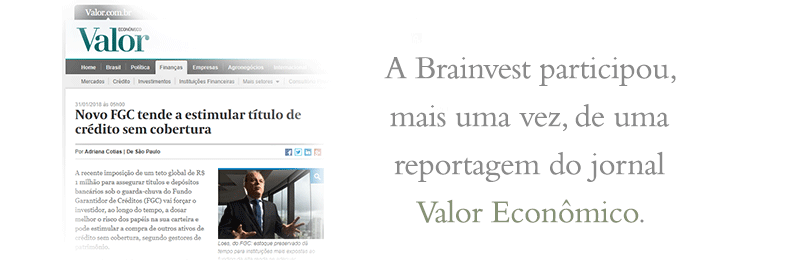 Valor.com.br
ECONÔMICO
Valor
Home Brasil Política Finanças Empresas Agronegócios
Mercados Crédito Investimentos Instituições Financeiras Mais setores
31/01/2018 às 05h00
Novo FGC tende a estimular título de
crédito sem cobertura
Por Adriana Cotias | De São Paulo
A recente imposição de um teto global de R$
1 milhão para assegurar títulos e depósitos
bancários sob o guarda-chuva do Fundo
Garantidor de Créditos (FGC) vai forçar o
investidor, ao longo do tempo, a dosar
melhor o risco dos papéis na sua carteira e
pode estimular a compra de outros ativos de
crédito sem cobertura, segundo gestores de
patrimônio.
do FGC: estoque preservado dá
tempo para instituições mais expostas ao
A Brainvest participou,
mais uma vez, de uma
reportagem do jornal
Valor Econômico.